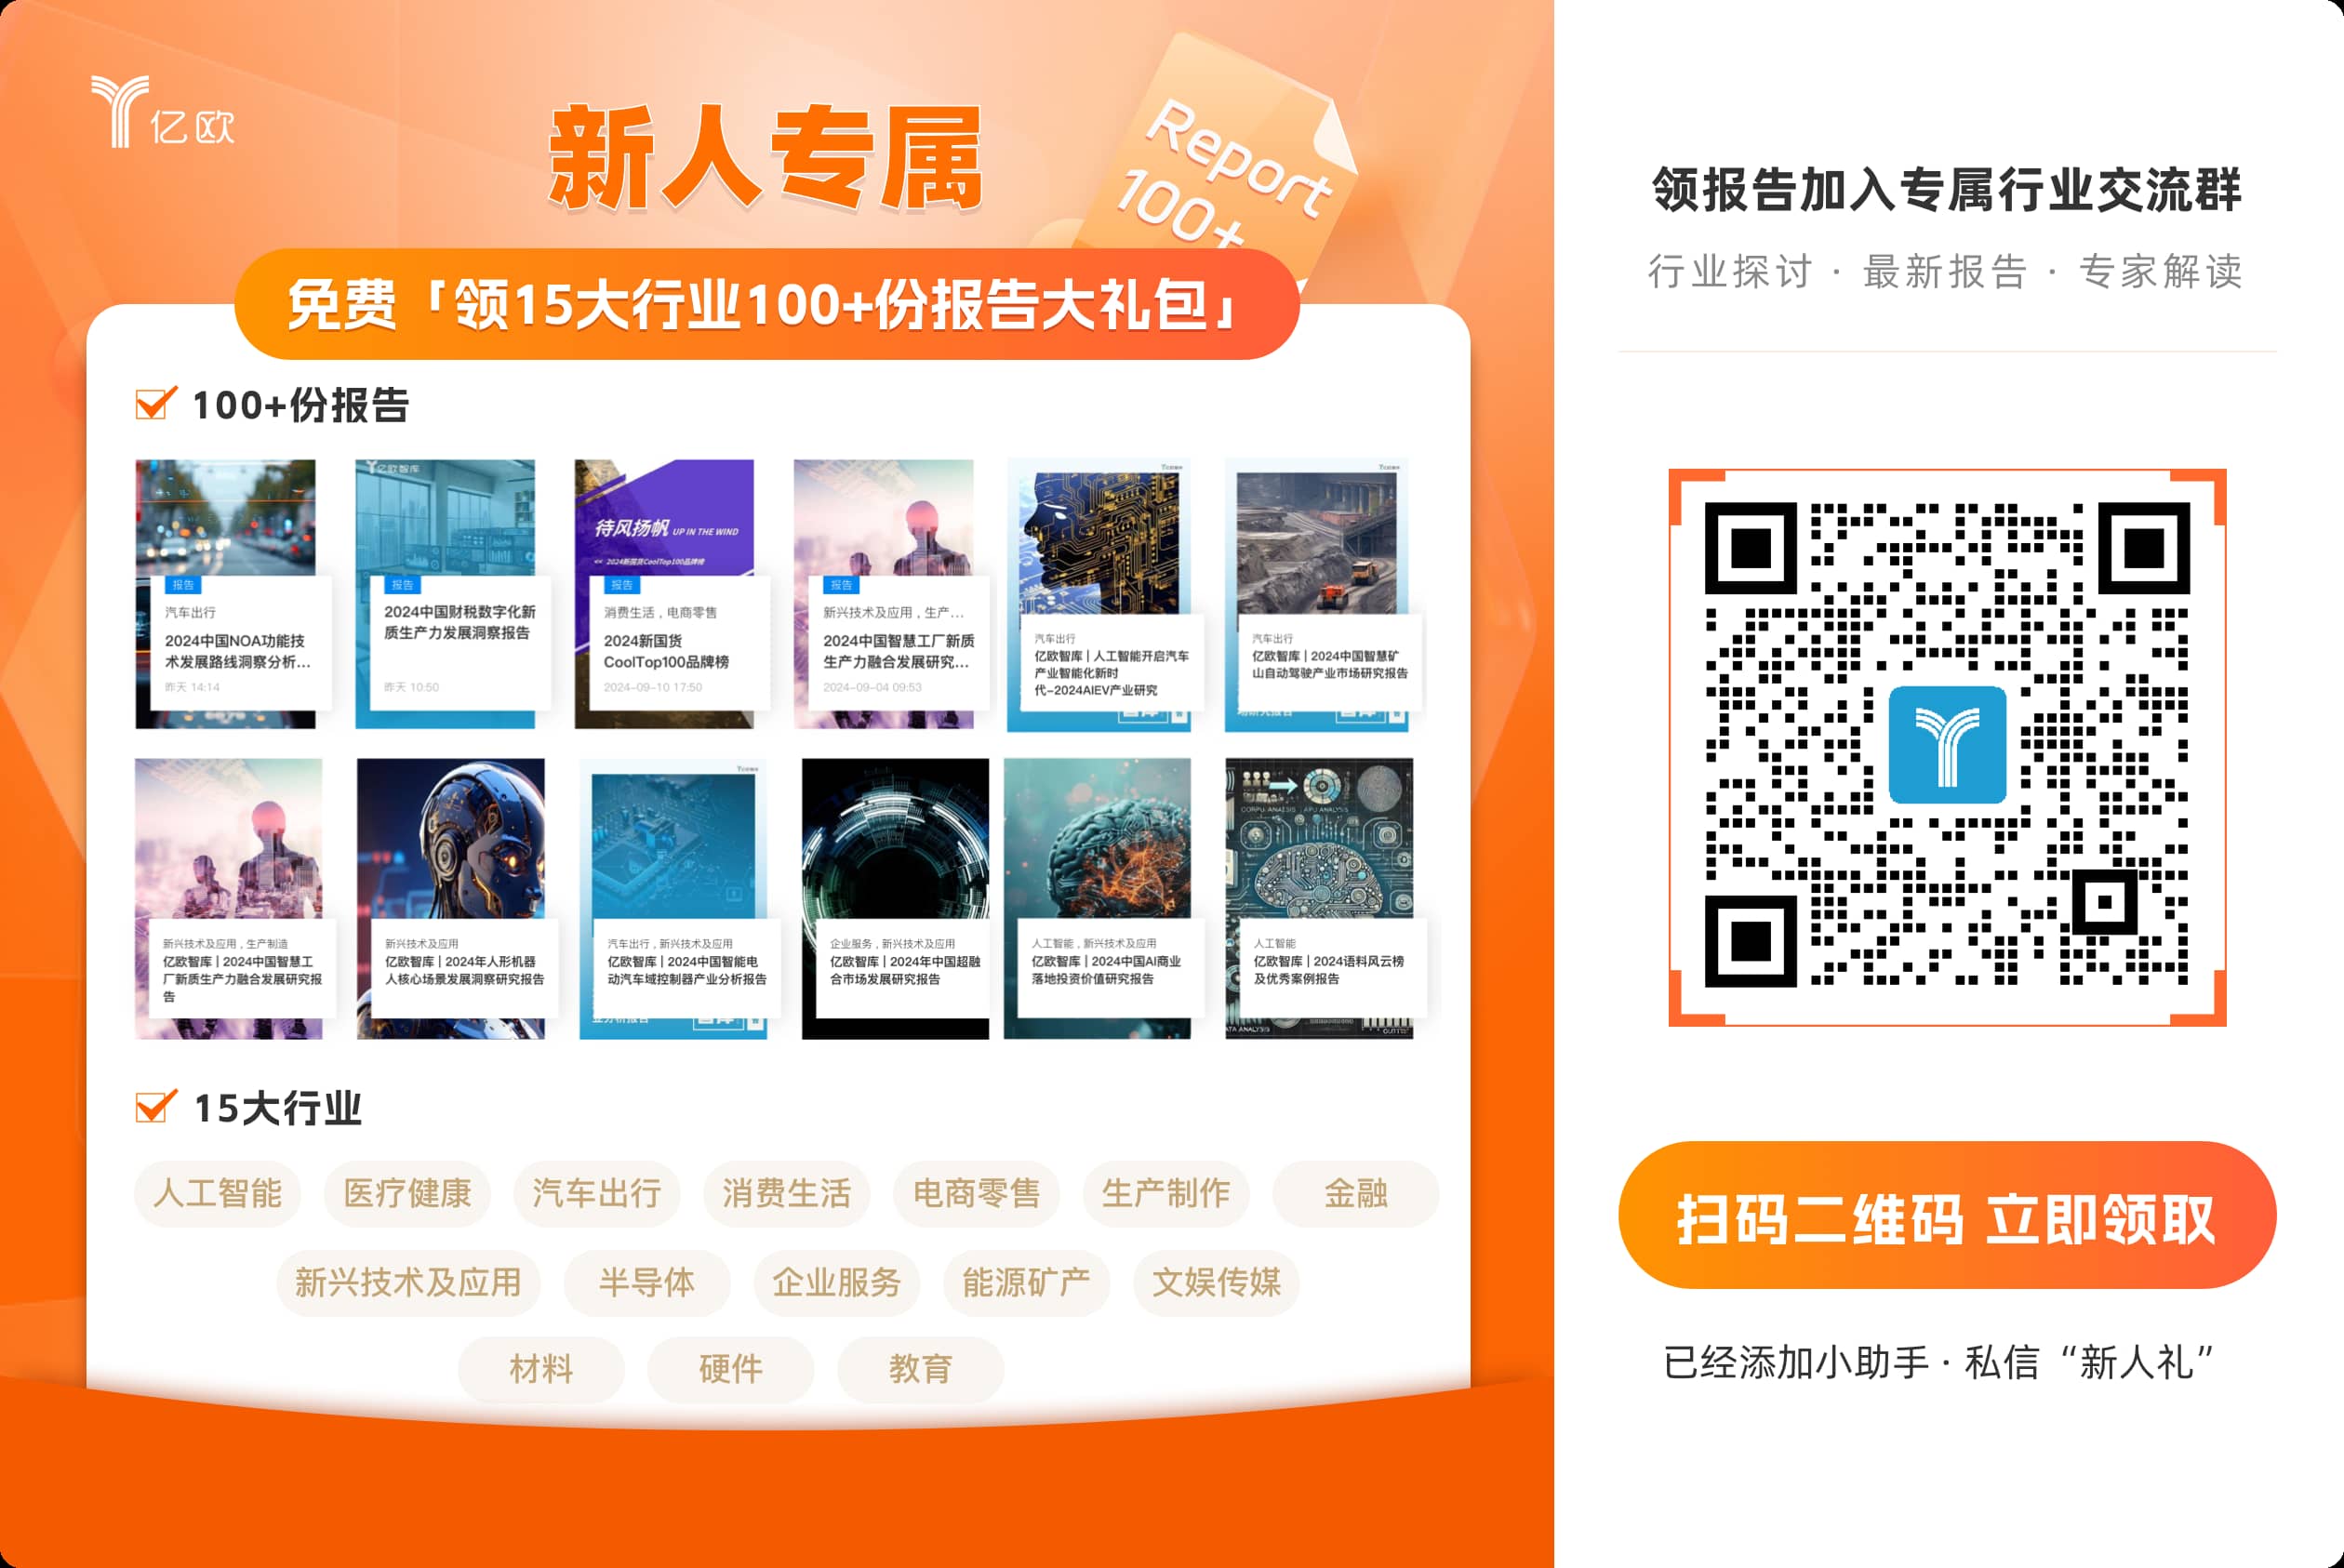 亿欧
新人专属
Report
100+
免费「领15大行业100+份报告大礼包」
100+份报告
亿欧智库
待风扬帆 UP IN THE WIND
2024新国货CoolTop100品牌榜
报告
汽车出行
2024中国NOA功能技
术发展路线洞察分析...
昨天 14:14
报告
2024中国财税数字化新
质生产力发展洞察报告
昨天 10:50
报告
消费生活，电商零售
2024新国货
CoolTop100品牌榜
2024-09-10 17:50
报告
新兴技术及应用，生产...
2024中国智慧工厂新质
生产力融合发展研究...
2024-09-04 09:53
汽车出行
亿欧智库 | 人工智能开启汽车
产业智能化新时
代-2024AIEV产业研究
汽车出行
亿欧智库 | 2024中国智慧矿
山自动驾驶产业市场研究报告
新兴技术及应用，生产制造
亿欧智库 | 2024中国智慧工
厂新质生产力融合发展研究报
告
新兴技术及应用
亿欧智库 | 2024年人形机器
人核心场景发展洞察研究报告
汽车出行，新兴技术及应用
亿欧智库 | 2024中国智能电
动汽车域控制器产业分析报告
企业服务，新兴技术及应用
亿欧智库 | 2024年中国超融
合市场发展研究报告
人工智能，新兴技术及应用
亿欧智库 | 2024中国AI商业
落地投资价值研究报告
人工智能
亿欧智库 | 2024语料风云榜
及优秀案例报告
15大行业
人工智能 医疗健康 汽车出行 消费生活 电商零售 生产制作 金融
新兴技术及应用 半导体 企业服务 能源矿产 文娱传媒
材料 硬件 教育
领报告加入专属行业交流群
行业探讨 · 最新报告 · 专家解读
扫码二维码 立即领取
已经添加小助手 · 私信“新人礼”